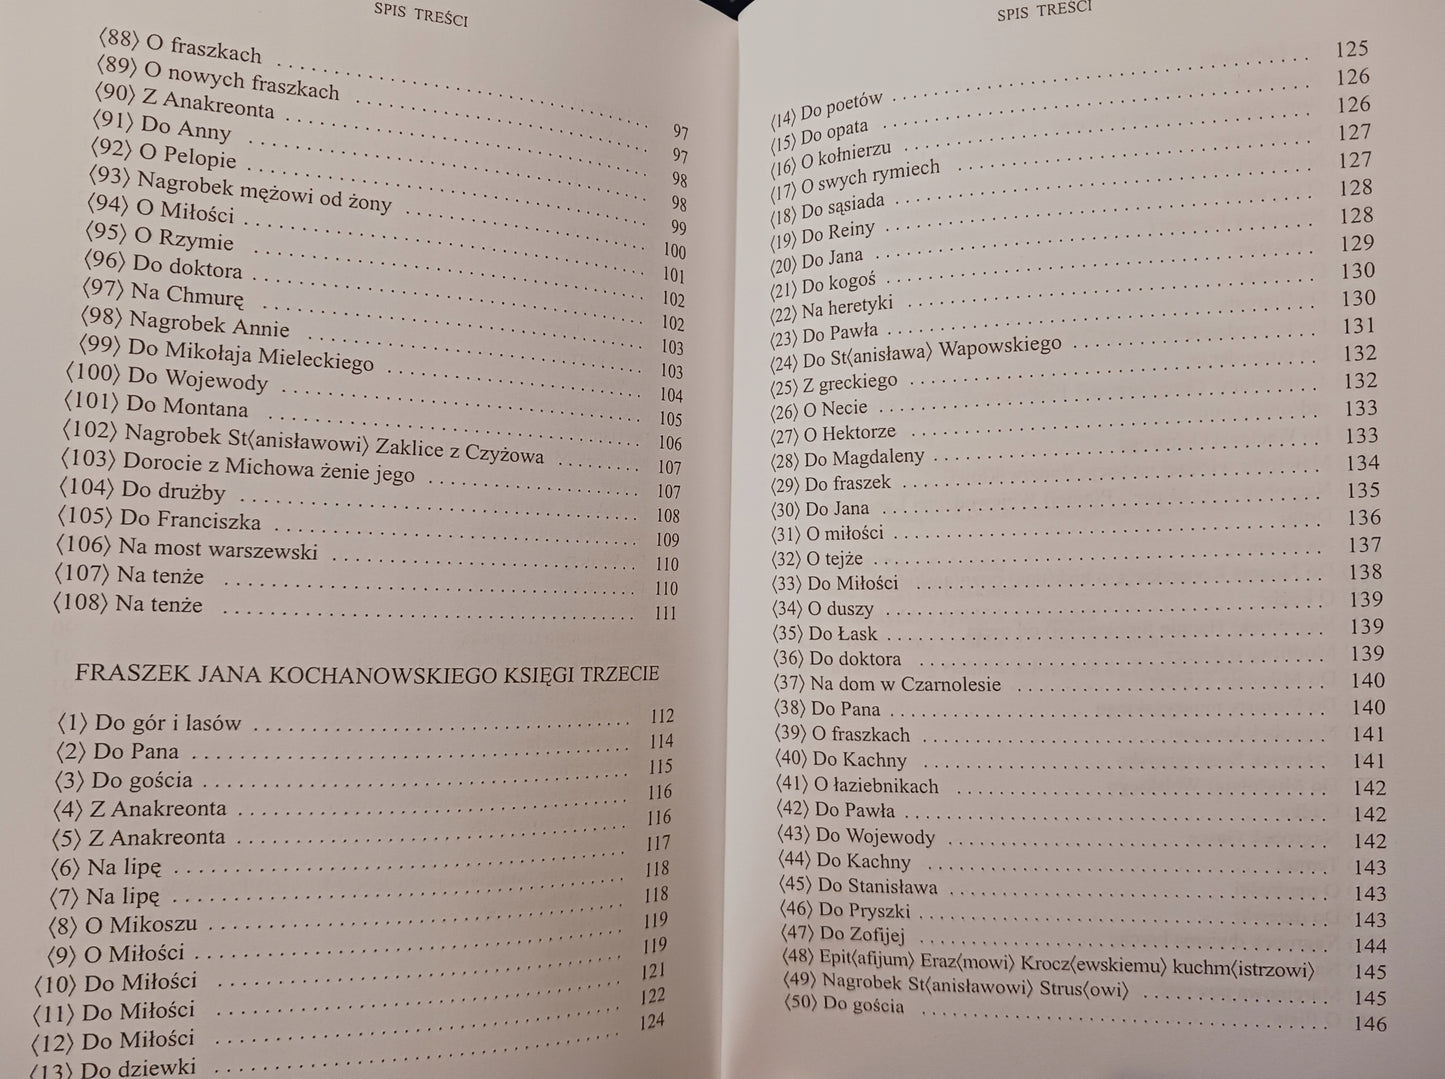 SPIS TREŚCI
⟨88⟩ O fraszkach . . . . . 97
⟨89⟩ O nowych fraszkach . . . . . 97
⟨90⟩ Z Anakreonta . . . . . 98
⟨91⟩ Do Anny . . . . . 98
⟨92⟩ O Pelopie . . . . . 99
⟨93⟩ Nagrobek mężowi od żony . . . . . 100
⟨94⟩ O Miłości . . . . . 101
⟨95⟩ O Rzymie . . . . . 102
⟨96⟩ Do doktora . . . . . 102
⟨97⟩ Na Chmurę . . . . . 103
⟨98⟩ Nagrobek Annie . . . . . 103
⟨99⟩ Do Mikołaja Mieleckiego . . . . . 104
⟨100⟩ Do Wojewody . . . . . 105
⟨101⟩ Do Montana . . . . . 106
⟨102⟩ Nagrobek St⟨anisławowi⟩ Zaklice z Czyżowa . . . . . 107
⟨103⟩ Dorocie z Michowa żenie jego . . . . . 107
⟨104⟩ Do drużby . . . . . 108
⟨105⟩ Do Franciszka . . . . . 109
⟨106⟩ Na most warszewski . . . . . 110
⟨107⟩ Na tenże . . . . . 110
⟨108⟩ Na tenże . . . . . 111
FRASZEK JANA KOCHANOWSKIEGO KSIĘGI TRZECIE
⟨1⟩ Do gór i lasów . . . . . 112
⟨2⟩ Do Pana . . . . . 114
⟨3⟩ Do gościa . . . . . 115
⟨4⟩ Z Anakreonta . . . . . 116
⟨5⟩ Z Anakreonta . . . . . 116
⟨6⟩ Na lipę . . . . . 117
⟨7⟩ Na lipę . . . . . 118
⟨8⟩ O Mikoszu . . . . . 118
⟨9⟩ O Miłości . . . . . 119
⟨10⟩ Do Miłości . . . . . 119
⟨11⟩ Do Miłości . . . . . 121
⟨12⟩ Do Miłości . . . . . 122
⟨13⟩ Do dziewki . . . . . 124
SPIS TREŚCI
⟨14⟩ Do poetów . . . . . 125
⟨15⟩ Do opata . . . . . 126
⟨16⟩ O kołnierzu . . . . . 126
⟨17⟩ O swych rymiech . . . . . 127
⟨18⟩ Do sąsiada . . . . . 127
⟨19⟩ Do Reiny . . . . . 128
⟨20⟩ Do Jana . . . . . 128
⟨21⟩ Do kogoś . . . . . 129
⟨22⟩ Na heretyki . . . . . 130
⟨23⟩ Do Pawła . . . . . 130
⟨24⟩ Do St⟨anisława⟩ Wapowskiego . . . . . 131
⟨25⟩ Z greckiego . . . . . 132
⟨26⟩ O Necie . . . . . 132
⟨27⟩ O Hektorze . . . . . 133
⟨28⟩ Do Magdaleny . . . . . 133
⟨29⟩ Do fraszek . . . . . 134
⟨30⟩ Do Jana . . . . . 135
⟨31⟩ O miłości . . . . . 136
⟨32⟩ O tejże . . . . . 137
⟨33⟩ Do Miłości . . . . . 138
⟨34⟩ O duszy . . . . . 139
⟨35⟩ Do Łask . . . . . 139
⟨36⟩ Do doktora . . . . . 139
⟨37⟩ Na dom w Czarnolesie . . . . . 140
⟨38⟩ Do Pana . . . . . 140
⟨39⟩ O fraszkach . . . . . 141
⟨40⟩ Do Kachny . . . . . 141
⟨41⟩ O łaziebnikach . . . . . 142
⟨42⟩ Do Pawła . . . . . 142
⟨43⟩ Do Wojewody . . . . . 142
⟨44⟩ Do Kachny . . . . . 143
⟨45⟩ Do Stanisława . . . . . 143
⟨46⟩ Do Pryszki . . . . . 143
⟨47⟩ Do Zofijej . . . . . 144
⟨48⟩ Epit⟨afijum⟩ Eraz⟨mowi⟩ Krocz⟨ewskiemu⟩ kuchm⟨istrzowi⟩ 145
⟨49⟩ Nagrobek St⟨anisławowi⟩ Strus⟨owi⟩ . . . . . 145
⟨50⟩ Do gościa . . . . . 146